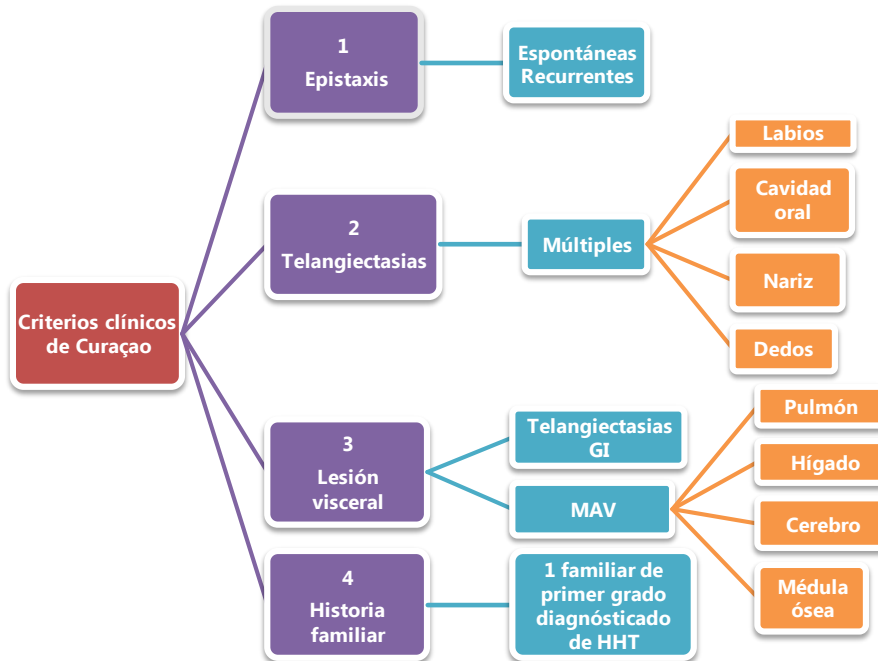 Criterios clínicos
de Curaçao
1
Epistaxis
Espontáneas
Recurrentes
2
Telangiectasias
Múltiples
Labios
Cavidad
oral
Nariz
Dedos
3
Lesión
visceral
Telangiectasias
GI
MAV
Pulmón
Hígado
Cerebro
Médula
ósea
4
Historia
familiar
1 familiar de
primer grado
diagnósticado
de HHT